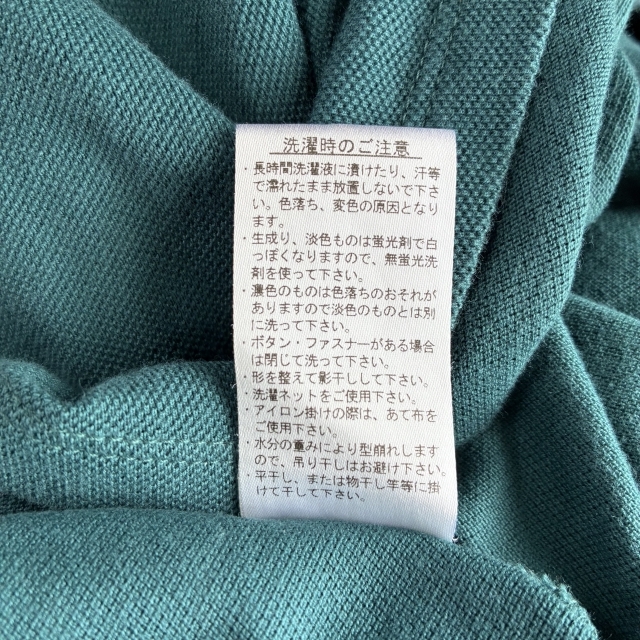 洗濯時のご注意
・長時間洗濯液に漬けたり、汗等
で濡れたまま放置しないで下さ
い。色落ち、変色の原因となり
ます。
・生成り、淡色ものは蛍光剤で白
っぽくなりますので、無蛍光洗
剤を使って下さい。
・濃色のものは色落ちのおそれが
ありますので淡色のものとは別
に洗って下さい。
・ボタン・ファスナーがある場合
は閉じて洗って下さい。
・形を整えて影干しして下さい。
・洗濯ネットをご使用下さい。
・アイロン掛けの際は、あて布を
ご使用下さい。
・水分の重みにより型崩れします
ので、吊り干しはお避け下さい。
・平干し、または物干し竿等に掛
けて干して下さい。